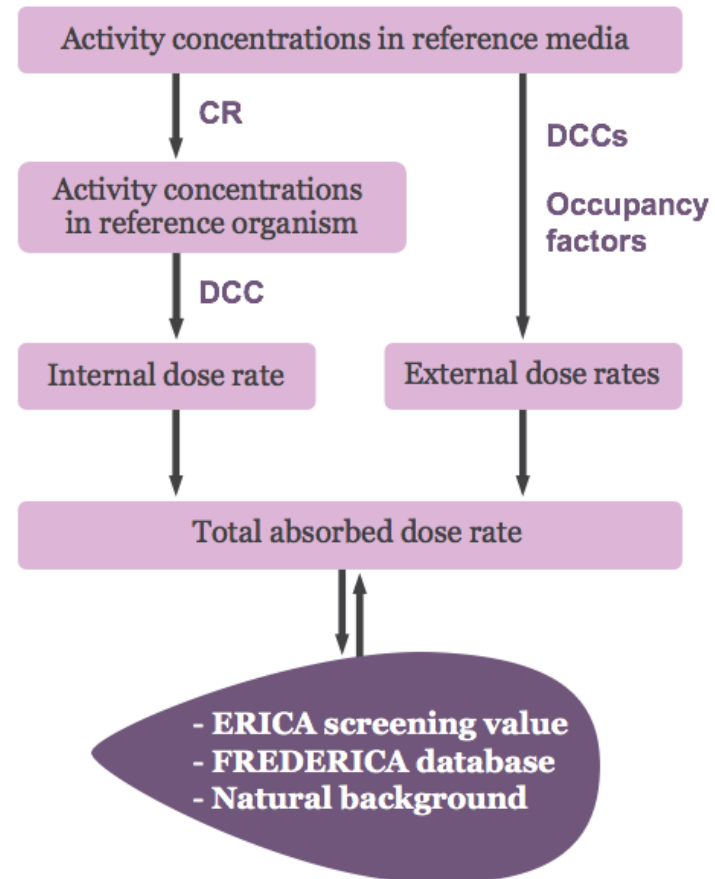 Activity concentrations in reference media
CR
DCCs
Activity concentrations
in reference organism
Occupancy
factors
DCC
Internal dose rate
External dose rates
Total absorbed dose rate
- ERICA screening value
- FREDERICA database
- Natural background